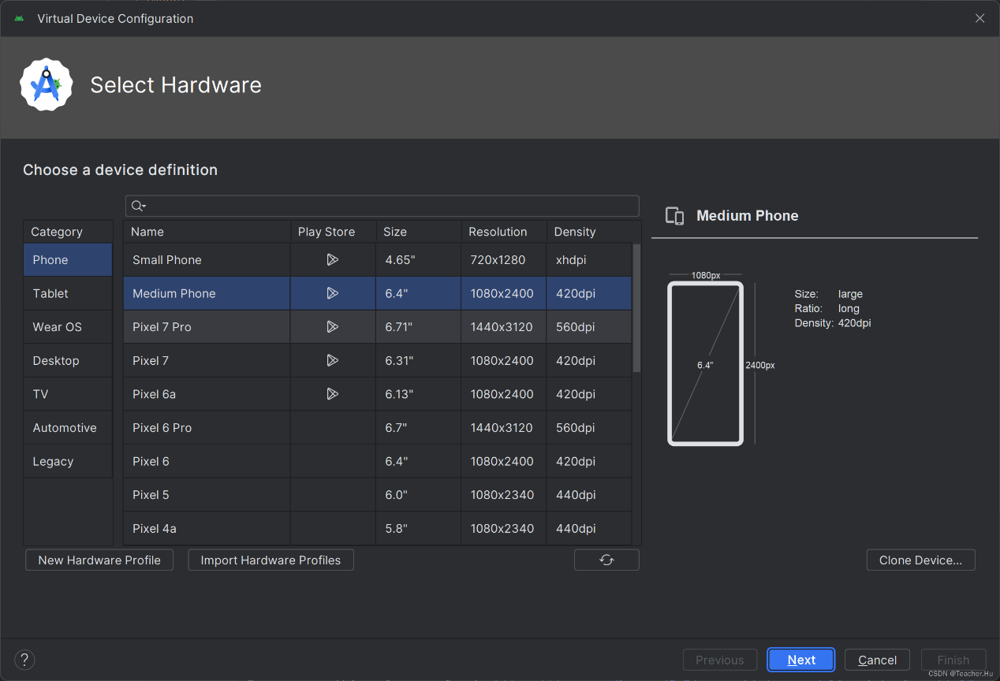 Virtual Device Configuration
Select Hardware
Choose a device definition
Category Name Play Store Size Resolution Density
Phone Small Phone 4.65" 720x1280 xhdpi
Tablet Medium Phone 6.4" 1080x2400 420dpi
Wear OS Pixel 7 Pro 6.71" 1440x3120 560dpi
Desktop Pixel 7 6.31" 1080x2400 420dpi
TV Pixel 6a 6.13" 1080x2400 420dpi
Automotive Pixel 6 Pro 6.7" 1440x3120 560dpi
Legacy Pixel 6 6.4" 1080x2400 420dpi
Pixel 5 6.0" 1080x2340 440dpi
Pixel 4a 5.8" 1080x2340 440dpi
Medium Phone
1080px
Size: large
Ratio: long
Density: 420dpi
6.4" 2400px
New Hardware Profile Import Hardware Profiles Clone Device...
? Previous Next Cancel Finish
CSDN @Teacher.Hu